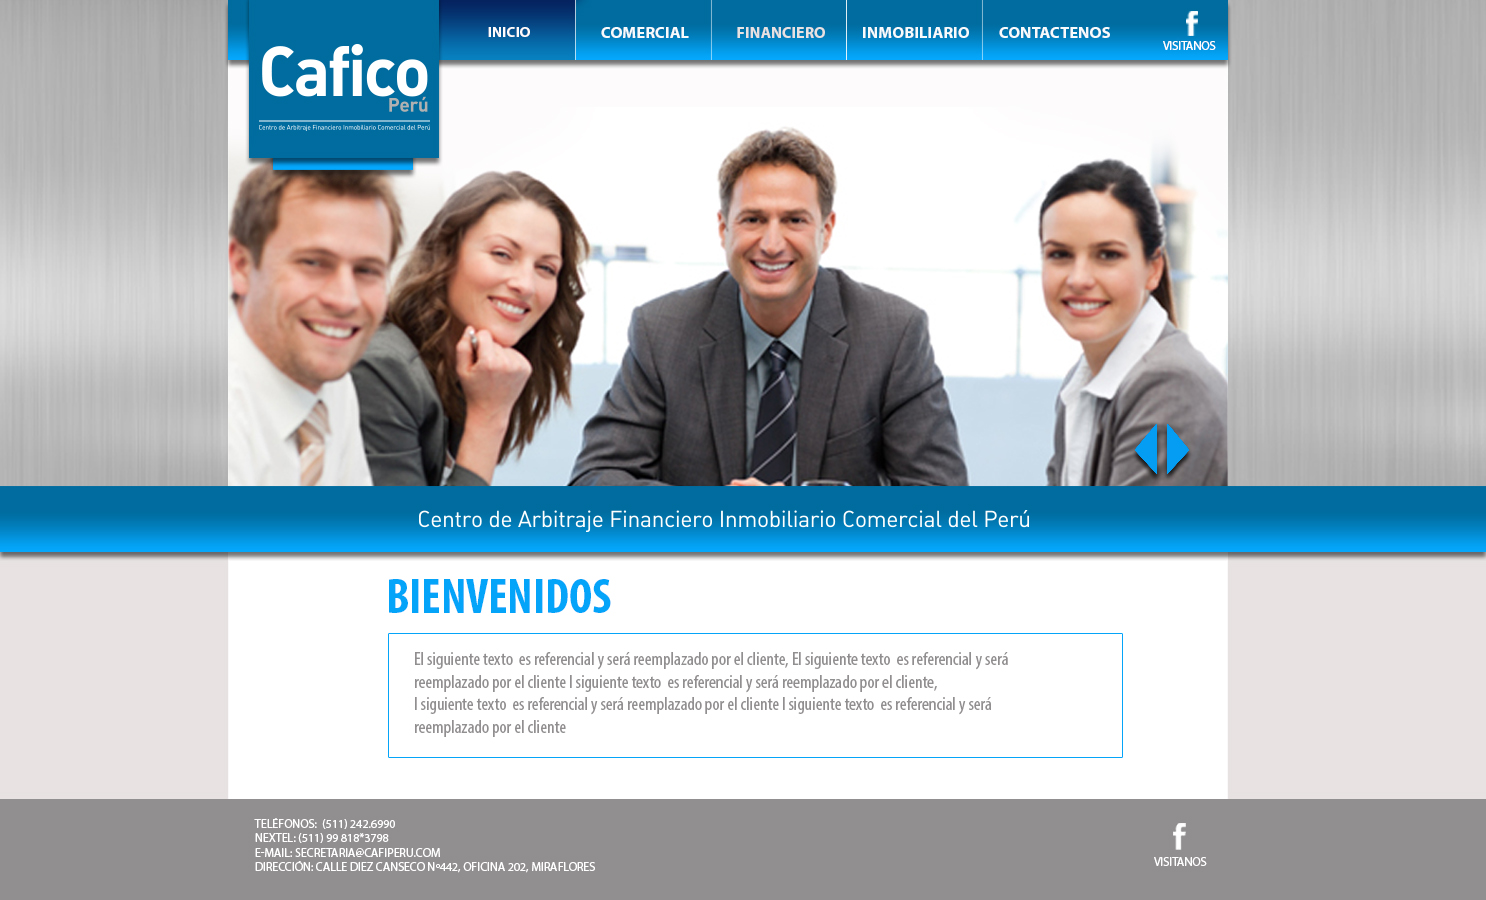 INICIO
COMERCIAL
FINANCIERO
INMOBILIARIO
CONTACTENOS
f
VISITANOS
Cafico
Perú
Centro de Arbitraje Financiero Inmobiliario Comercial del Perú
Centro de Arbitraje Financiero Inmobiliario Comercial del Perú
BIENVENIDOS
El siguiente texto es referencial y será reemplazado por el cliente, El siguiente texto es referencial y será
reemplazado por el cliente l siguiente texto es referencial y será reemplazado por el cliente,
l siguiente texto es referencial y será reemplazado por el cliente l siguiente texto es referencial y será
reemplazado por el cliente
TELÉFONOS: (511) 242.6990
NEXTEL: (511) 99 818*3798
E-MAIL: SECRETARIA@CAFIPERU.COM
DIRECCIÓN: CALLE DIEZ CANSECO Nº442, OFICINA 202, MIRAFLORES
f
VISITANOS